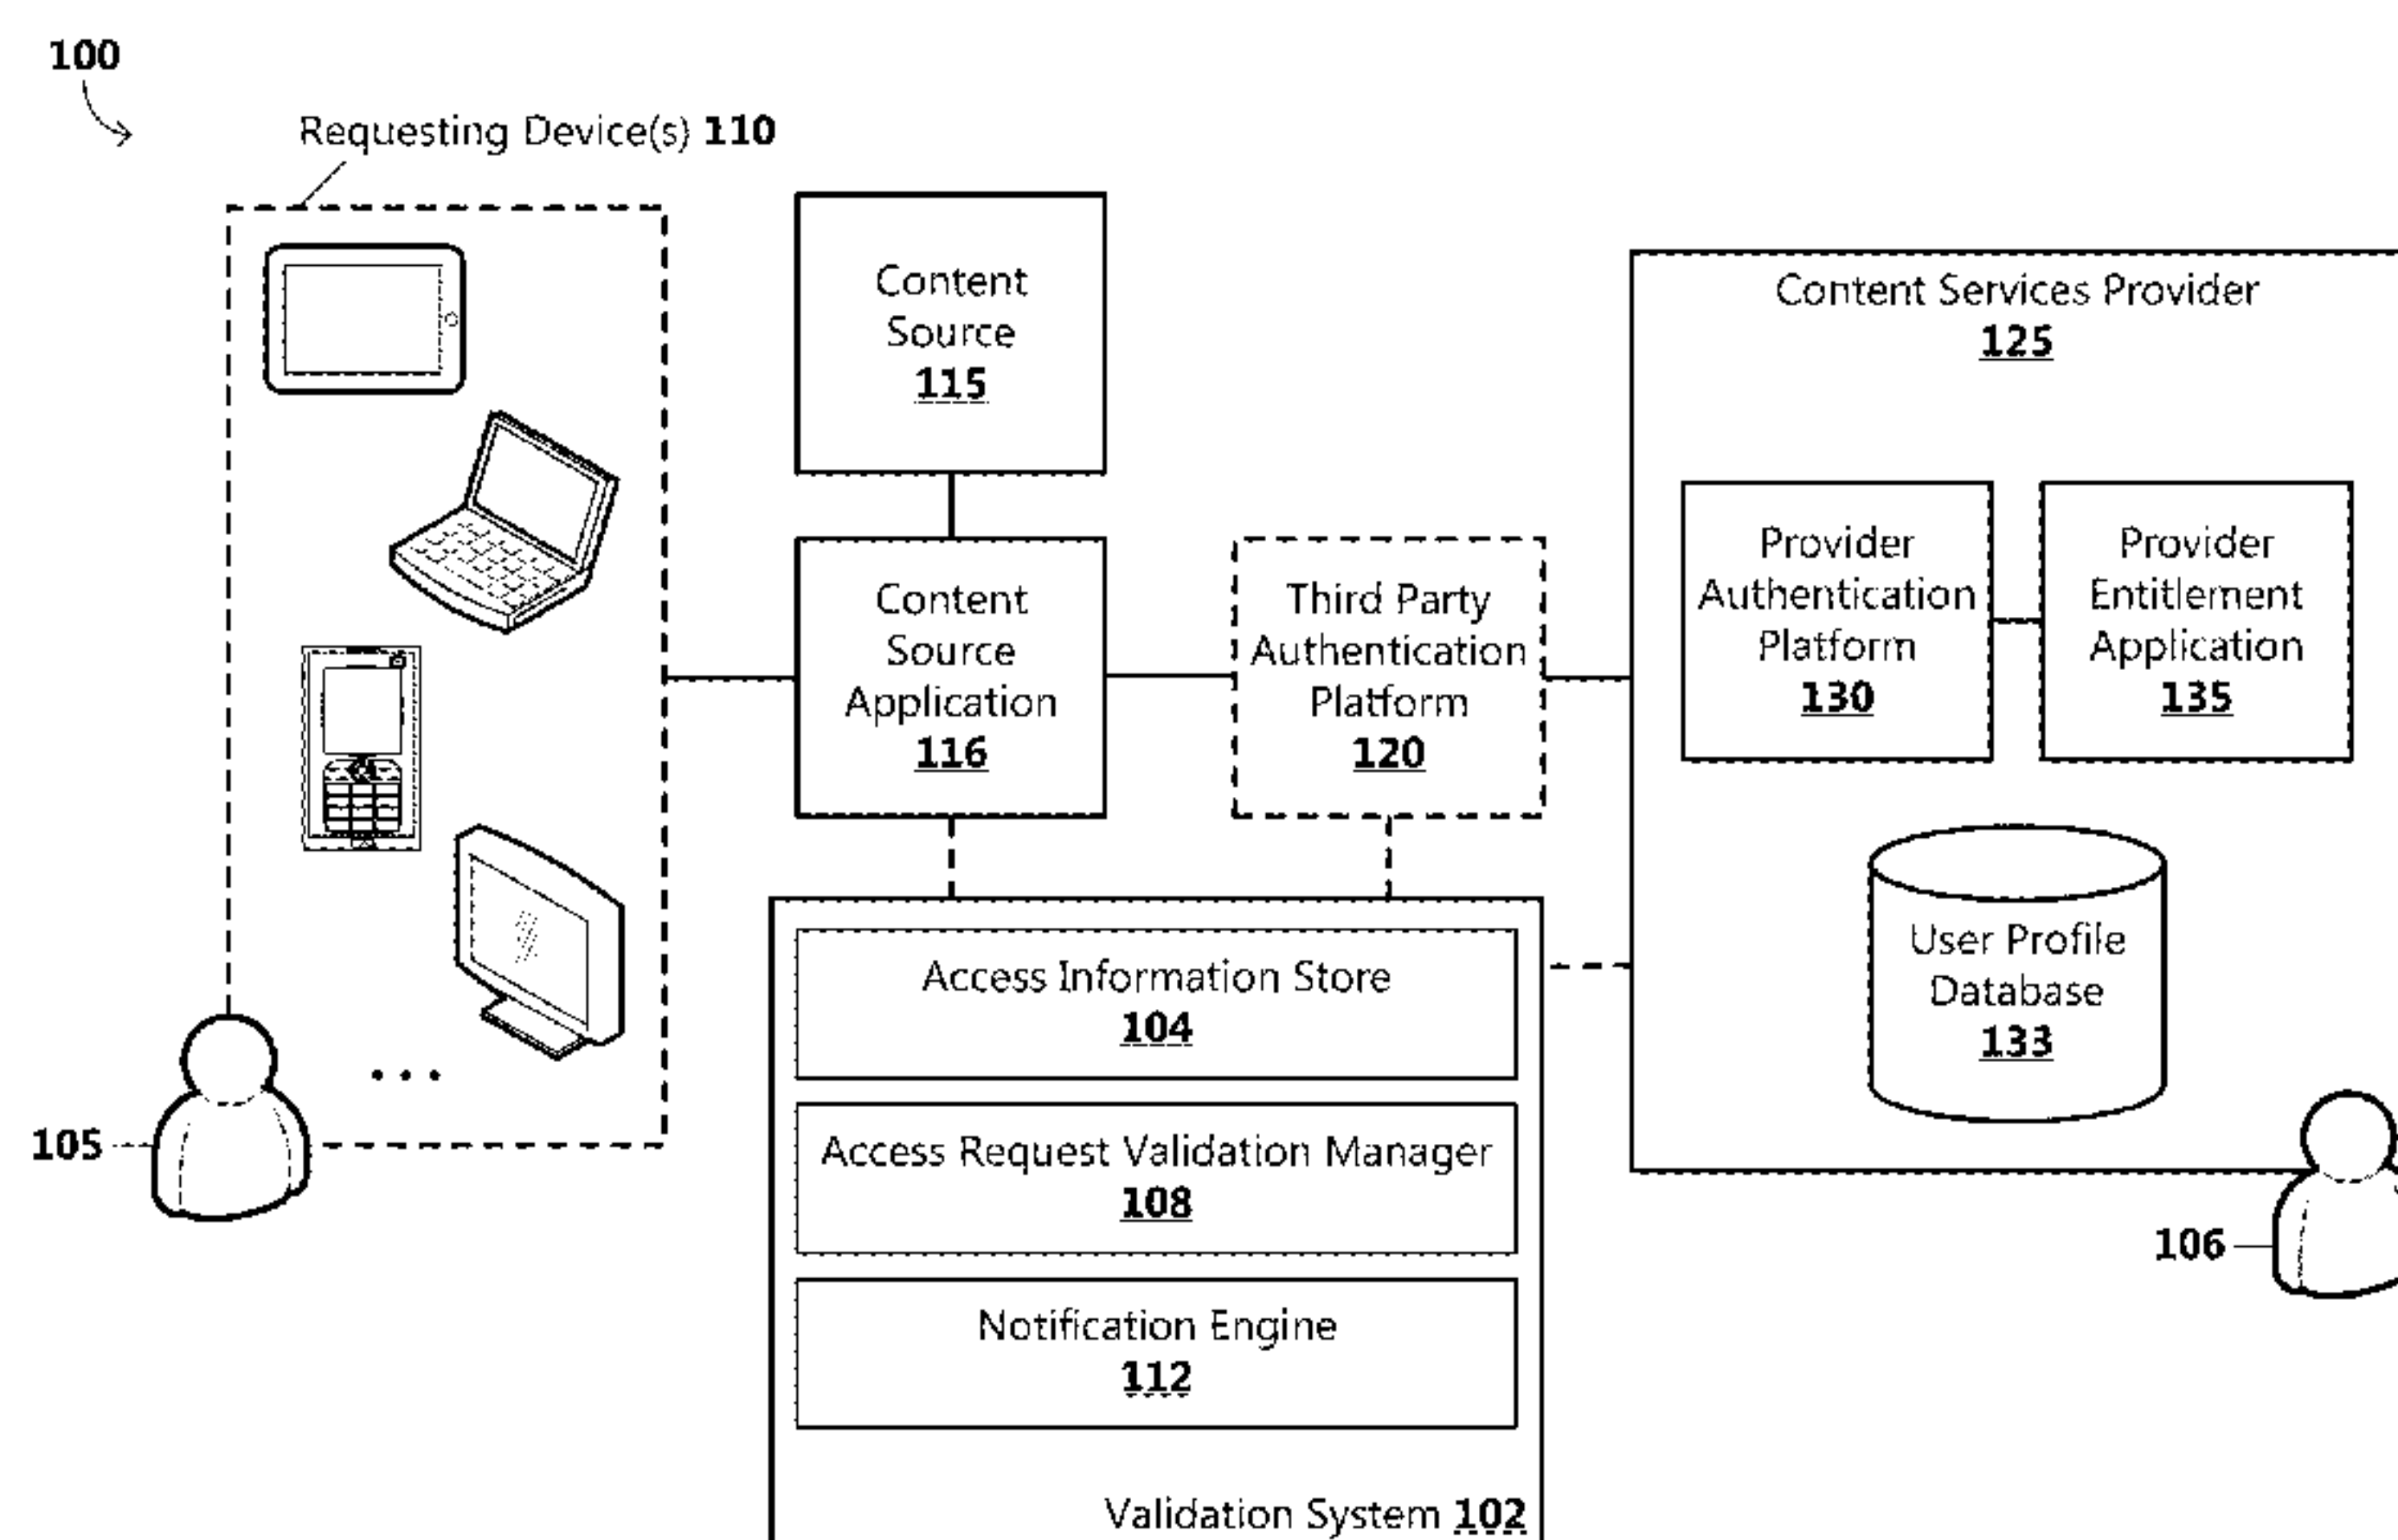 100
Requesting Device(s) 110
Content
Source
115
Content Services Provider
125
Content
Source
Application
116
Third Party
Authentication
Platform
120
Provider
Authentication
Platform
130
Provider
Entitlement
Application
135
User Profile
Database
133
Access Information Store
104
Access Request Validation Manager
108
Notification Engine
112
Validation System 102
105
106